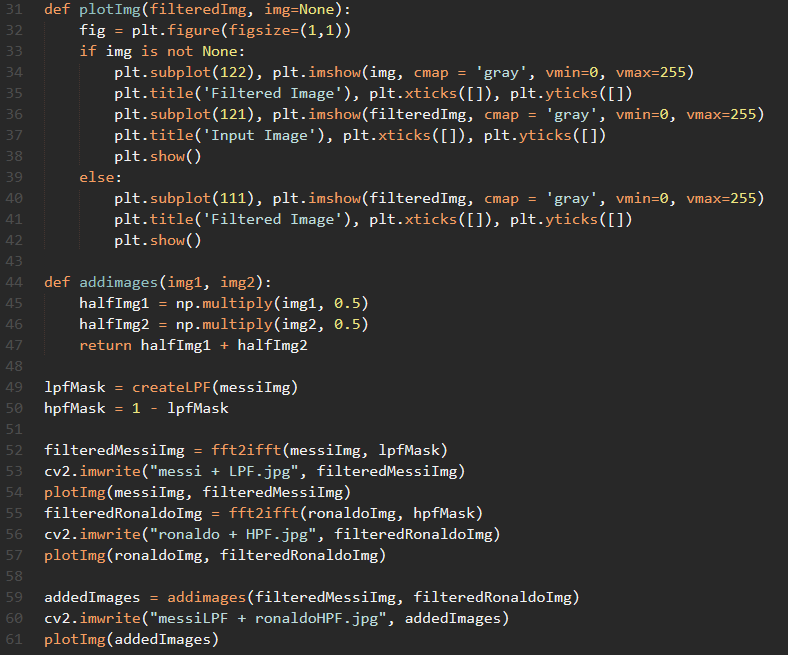 31 def plotImg(filteredImg, img=None):
32     fig = plt.figure(figsize=(1,1))
33     if img is not None:
34         plt.subplot(122), plt.imshow(img, cmap = 'gray', vmin=0, vmax=255)
35         plt.title('Filtered Image'), plt.xticks([]), plt.yticks([])
36         plt.subplot(121), plt.imshow(filteredImg, cmap = 'gray', vmin=0, vmax=255)
37         plt.title('Input Image'), plt.xticks([]), plt.yticks([])
38         plt.show()
39     else:
40         plt.subplot(111), plt.imshow(filteredImg, cmap = 'gray', vmin=0, vmax=255)
41         plt.title('Filtered Image'), plt.xticks([]), plt.yticks([])
42         plt.show()
43
44 def addimages(img1, img2):
45     halfImg1 = np.multiply(img1, 0.5)
46     halfImg2 = np.multiply(img2, 0.5)
47     return halfImg1 + halfImg2
48
49 lpfMask = createLPF(messiImg)
50 hpfMask = 1 - lpfMask
51
52 filteredMessiImg = fft2ifft(messiImg, lpfMask)
53 cv2.imwrite("messi + LPF.jpg", filteredMessiImg)
54 plotImg(messiImg, filteredMessiImg)
55 filteredRonaldoImg = fft2ifft(ronaldoImg, hpfMask)
56 cv2.imwrite("ronaldo + HPF.jpg", filteredRonaldoImg)
57 plotImg(ronaldoImg, filteredRonaldoImg)
58
59 addedImages = addimages(filteredMessiImg, filteredRonaldoImg)
60 cv2.imwrite("messiLPF + ronaldoHPF.jpg", addedImages)
61 plotImg(addedImages)